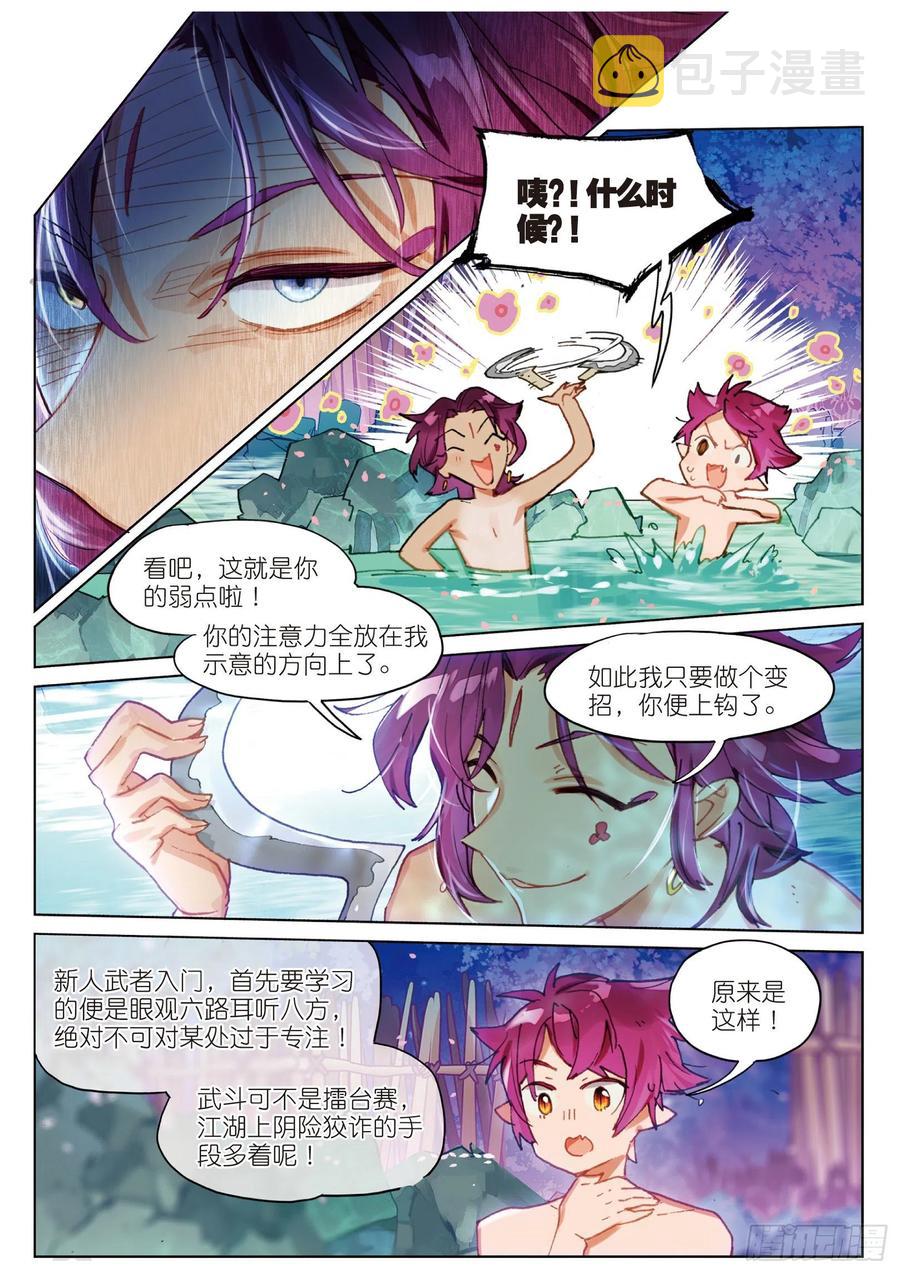 包子漫畫
咦?!什么时
候?!
看吧，这就是你
的弱点啦！
你的注意力全放在我
示意的方向上了。
如此我只要做个变
招，你便上钩了。
新人武者入门，首先要学习
的便是眼观六路耳听八方，
绝对不可对某处过于专注！
武斗可不是擂台赛，
江湖上阴险狡诈的手
段多着呢！
原来是
这样！
腾讯动漫